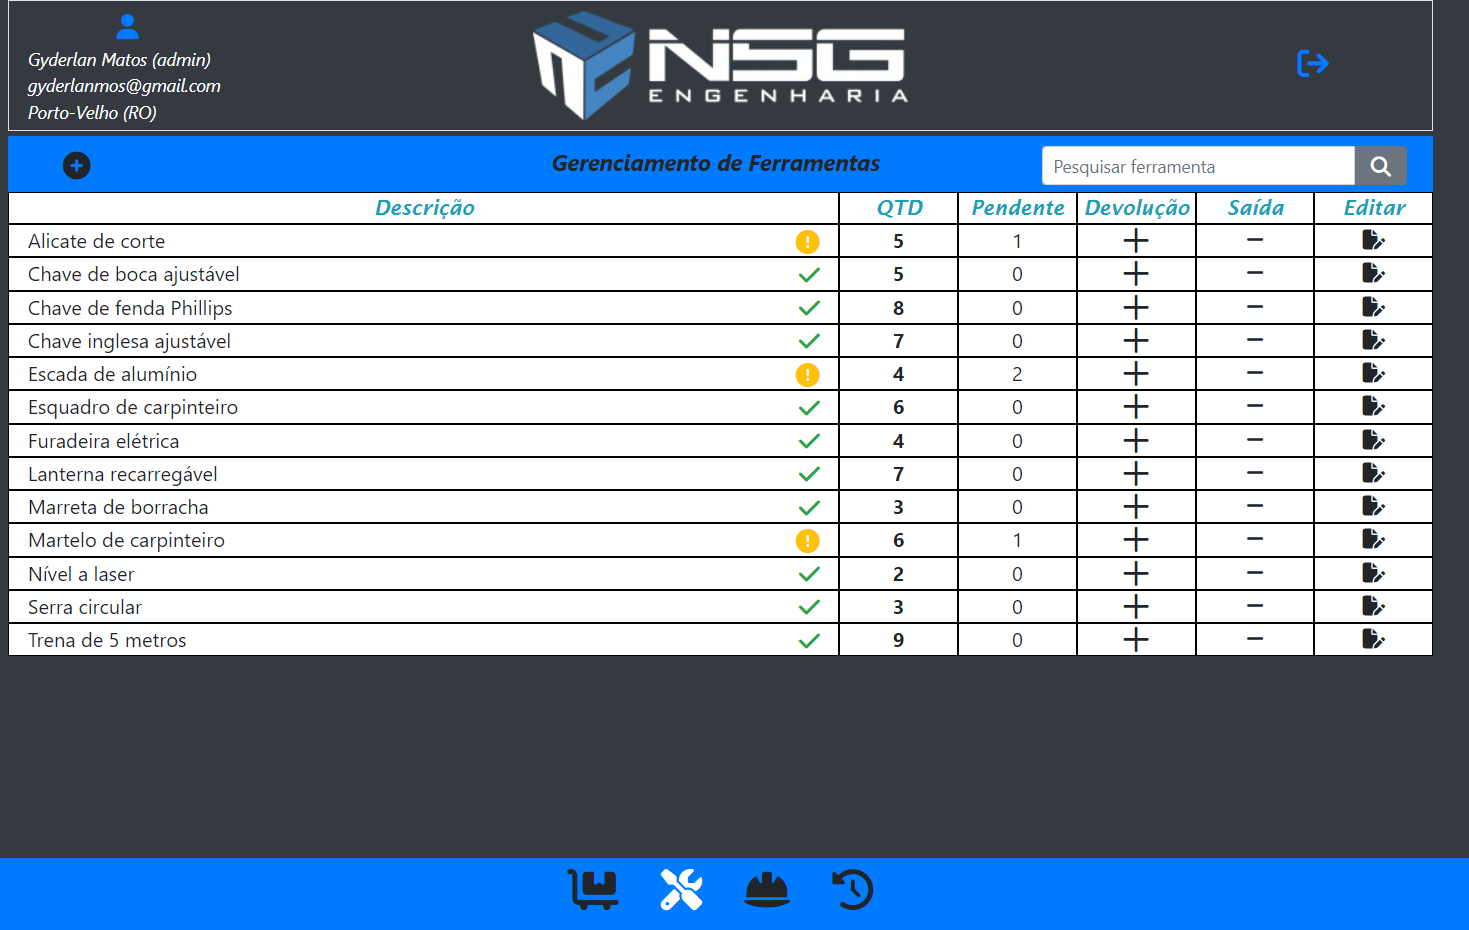 Gyderlan Matos (admin)
gyderlanmos@gmail.com
Porto-Velho (RO)
NSG
ENGENHARIA
Gerenciamento de Ferramentas
Pesquisar ferramenta
Descrição QTD Pendente Devolução Saída Editar
Alicate de corte 5 1
Chave de boca ajustável 5 0
Chave de fenda Phillips 8 0
Chave inglesa ajustável 7 0
Escada de alumínio 4 2
Esquadro de carpinteiro 6 0
Furadeira elétrica 4 0
Lanterna recarregável 7 0
Marreta de borracha 3 0
Martelo de carpinteiro 6 1
Nível a laser 2 0
Serra circular 3 0
Trena de 5 metros 9 0